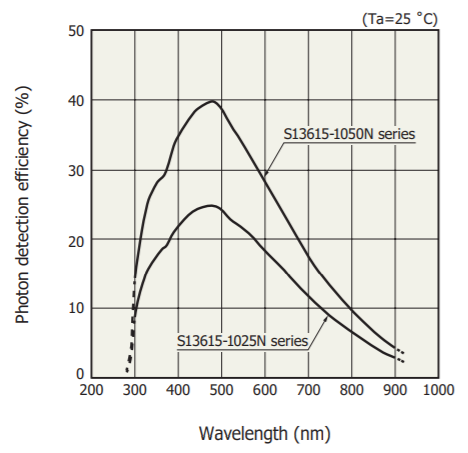 (Ta=25 °C)
50
40
30
20
10
0
Photon detection efficiency (%)
S13615-1050N series
S13615-1025N series
200 300 400 500 600 700 800 900 1000
Wavelength (nm)